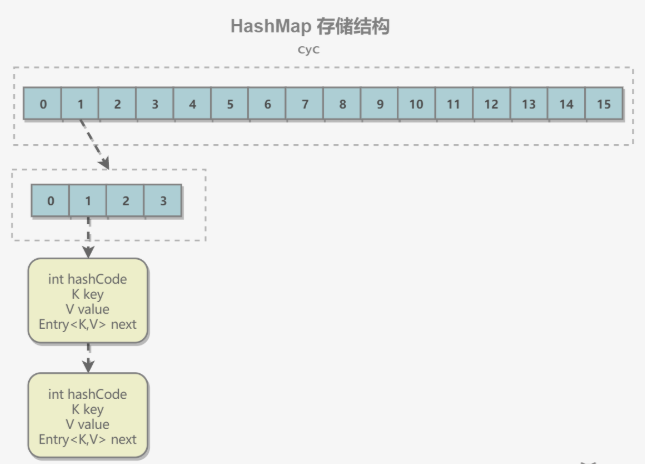 HashMap 存储结构
CyC
0 1 2 3 4 5 6 7 8 9 10 11 12 13 14 15
0 1 2 3
int hashCode
K key
V value
Entry<K,V> next
int hashCode
K key
V value
Entry<K,V> next